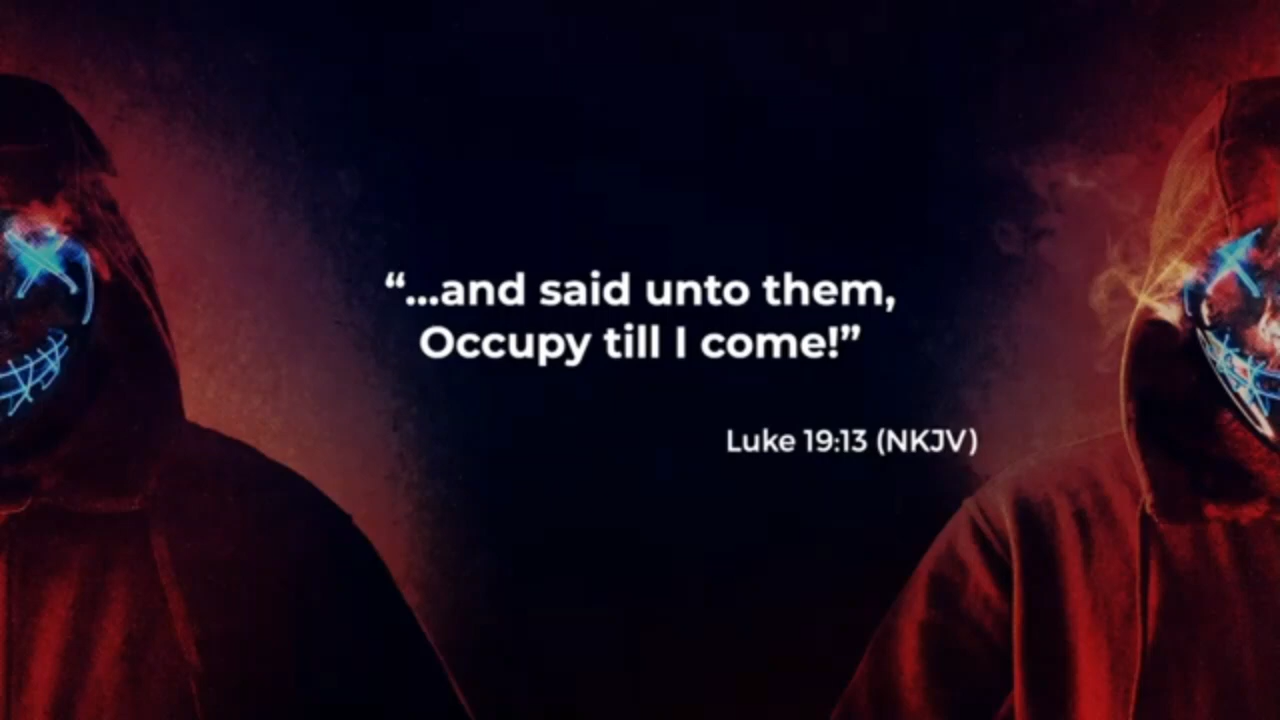 “...and said unto them,
Occupy till I come!”
Luke 19:13 (NKJV)